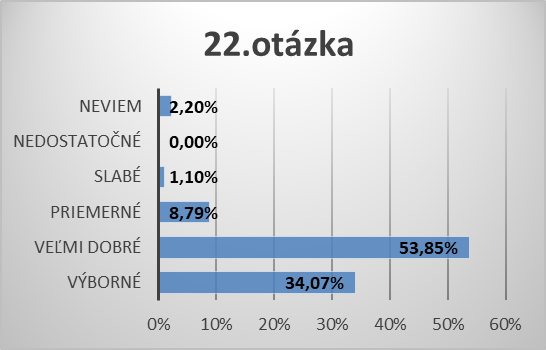 22.otázka
NEVIEM 2,20%
NEDOSTATOČNÉ 0,00%
SLABÉ 1,10%
PRIEMERNÉ 8,79%
VEĽMI DOBRÉ 53,85%
VÝBORNÉ 34,07%
0% 10% 20% 30% 40% 50% 60%